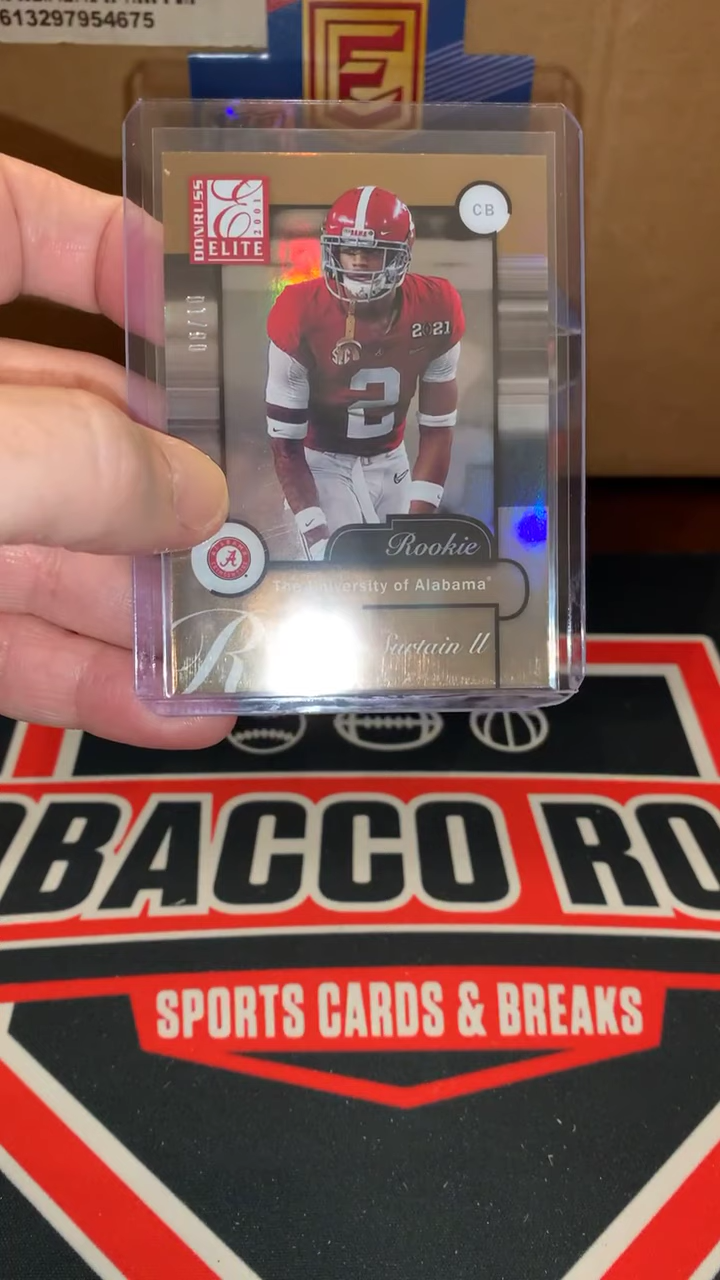 613297954675
E
DONRUSS
2001
ELITE
CB
2021
SEC
2
A
Rookie
The University of Alabama
Surtain II
R
BACCO RO
SPORTS CARDS & BREAKS